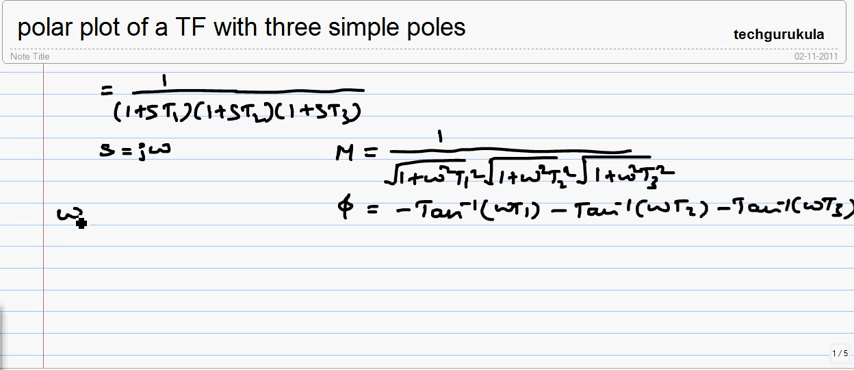 polar plot of a TF with three simple poles
techgurukula
Note Title
02-11-2011
= 1 / (1+ST1)(1+ST2)(1+ST3)
S = jω
M = 1 / √1+ω²T1² √1+ω²T2² √1+ω²T3²
ϕ = -Tan⁻¹(ωT1) - Tan⁻¹(ωT2) - Tan⁻¹(ωT3)
ω
1 / 5